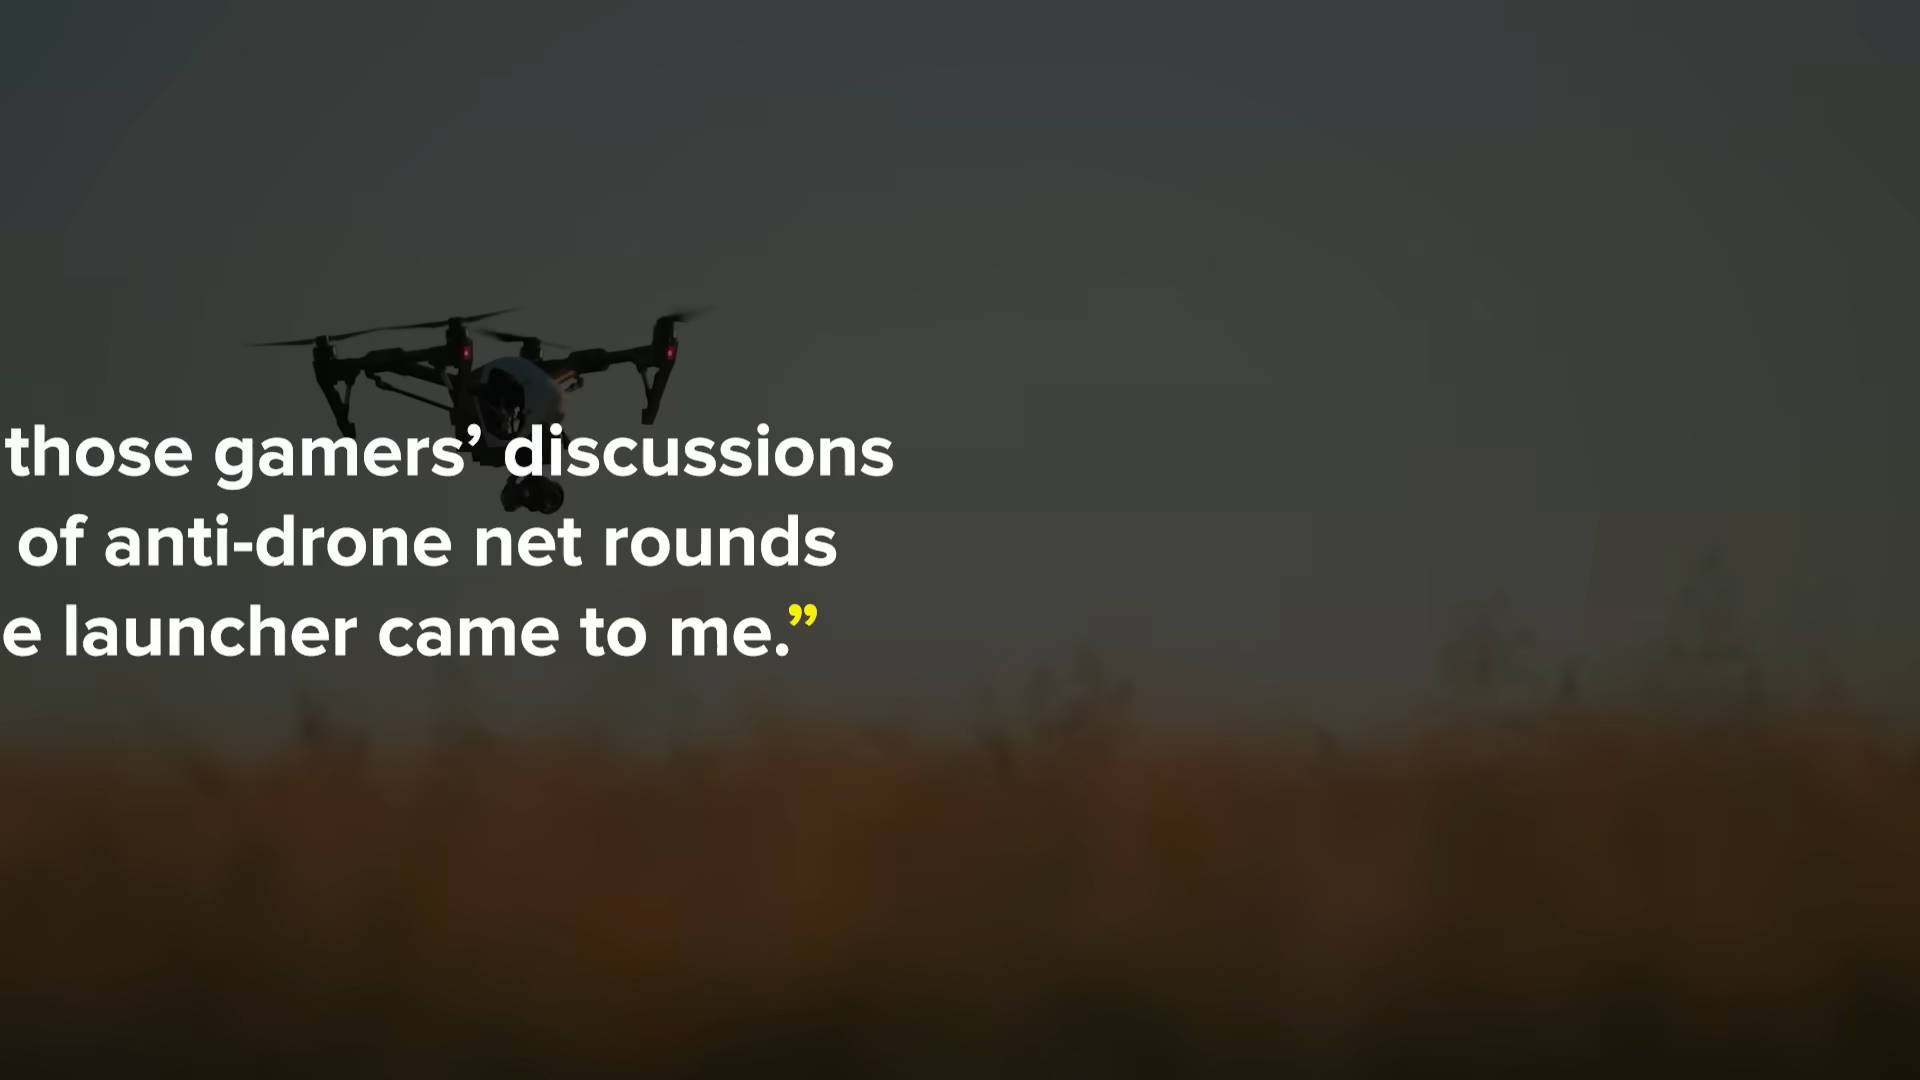 those gamers’ discussions
of anti-drone net rounds
launcher came to me.”